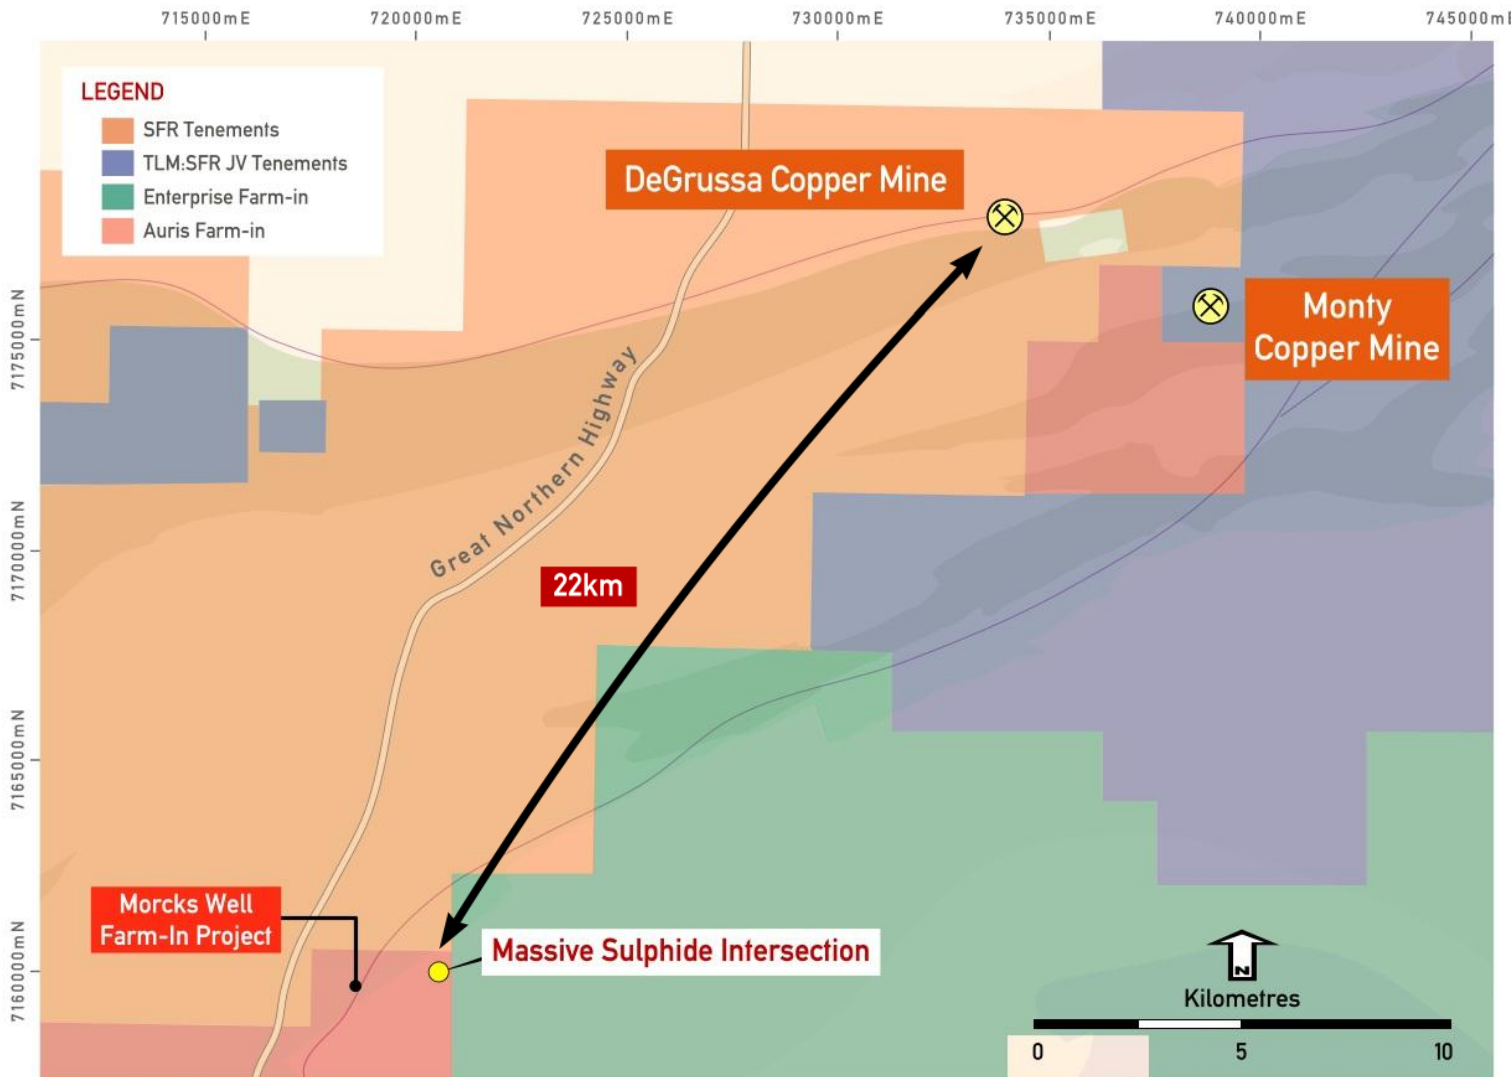 715000mE 720000mE 725000mE 730000mE 735000mE 740000mE 745000mE
LEGEND
SFR Tenements
TLM:SFR JV Tenements
Enterprise Farm-in
Auris Farm-in
DeGrussa Copper Mine
Monty
Copper Mine
7175000mN
Great Northern Highway
7170000mN
22km
7165000mN
Morcks Well
Farm-In Project
Massive Sulphide Intersection
7160000mN
N
Kilometres
0 5 10